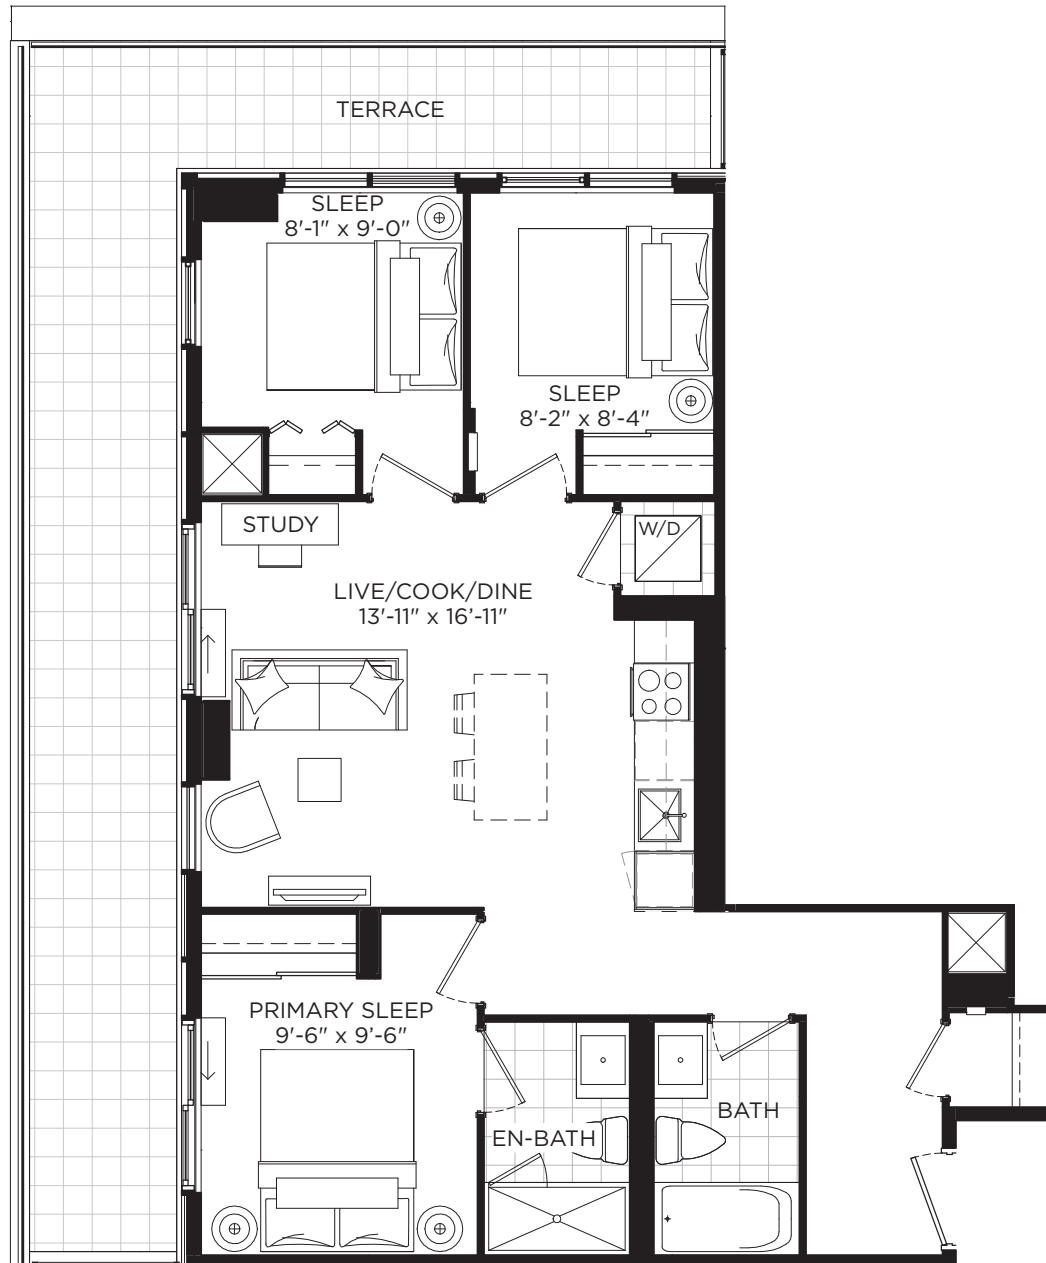 TERRACE
SLEEP
8'-1" x 9'-0"
SLEEP
8'-2" x 8'-4"
STUDY
W/D
LIVE/COOK/DINE
13'-11" x 16’-11"
PRIMARY SLEEP
9'-6" x 9’-6"
BATH
EN-BATH